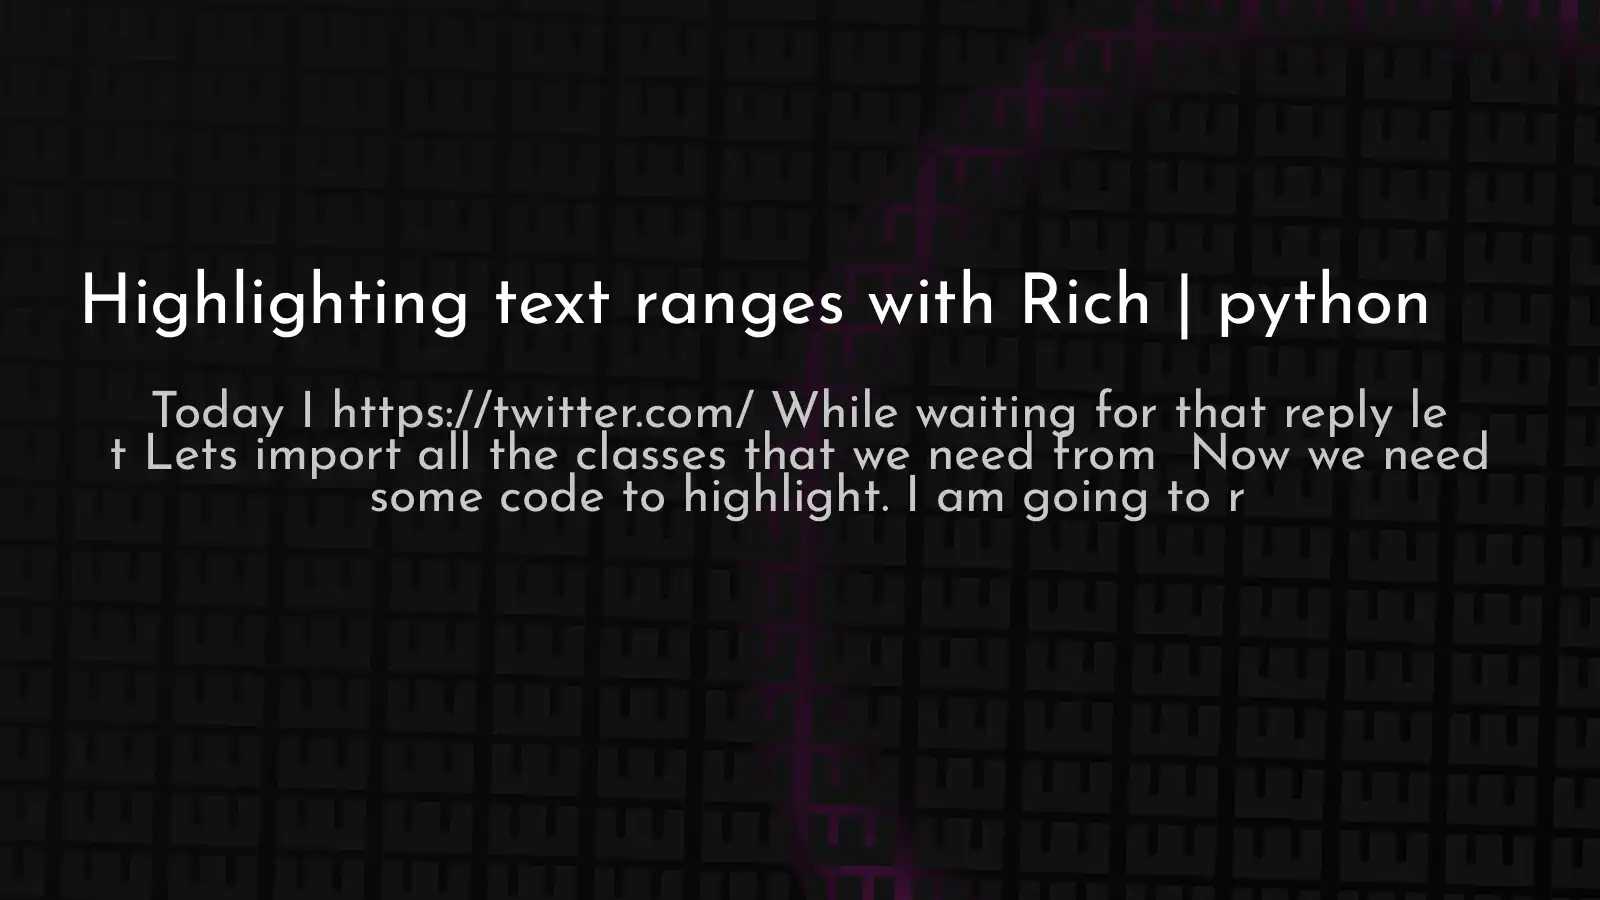 Highlighting text ranges with Rich | python
Today I https://twitter.com/ While waiting for that reply le
t Lets import all the classes that we need from  Now we need
some code to highlight. I am going to r